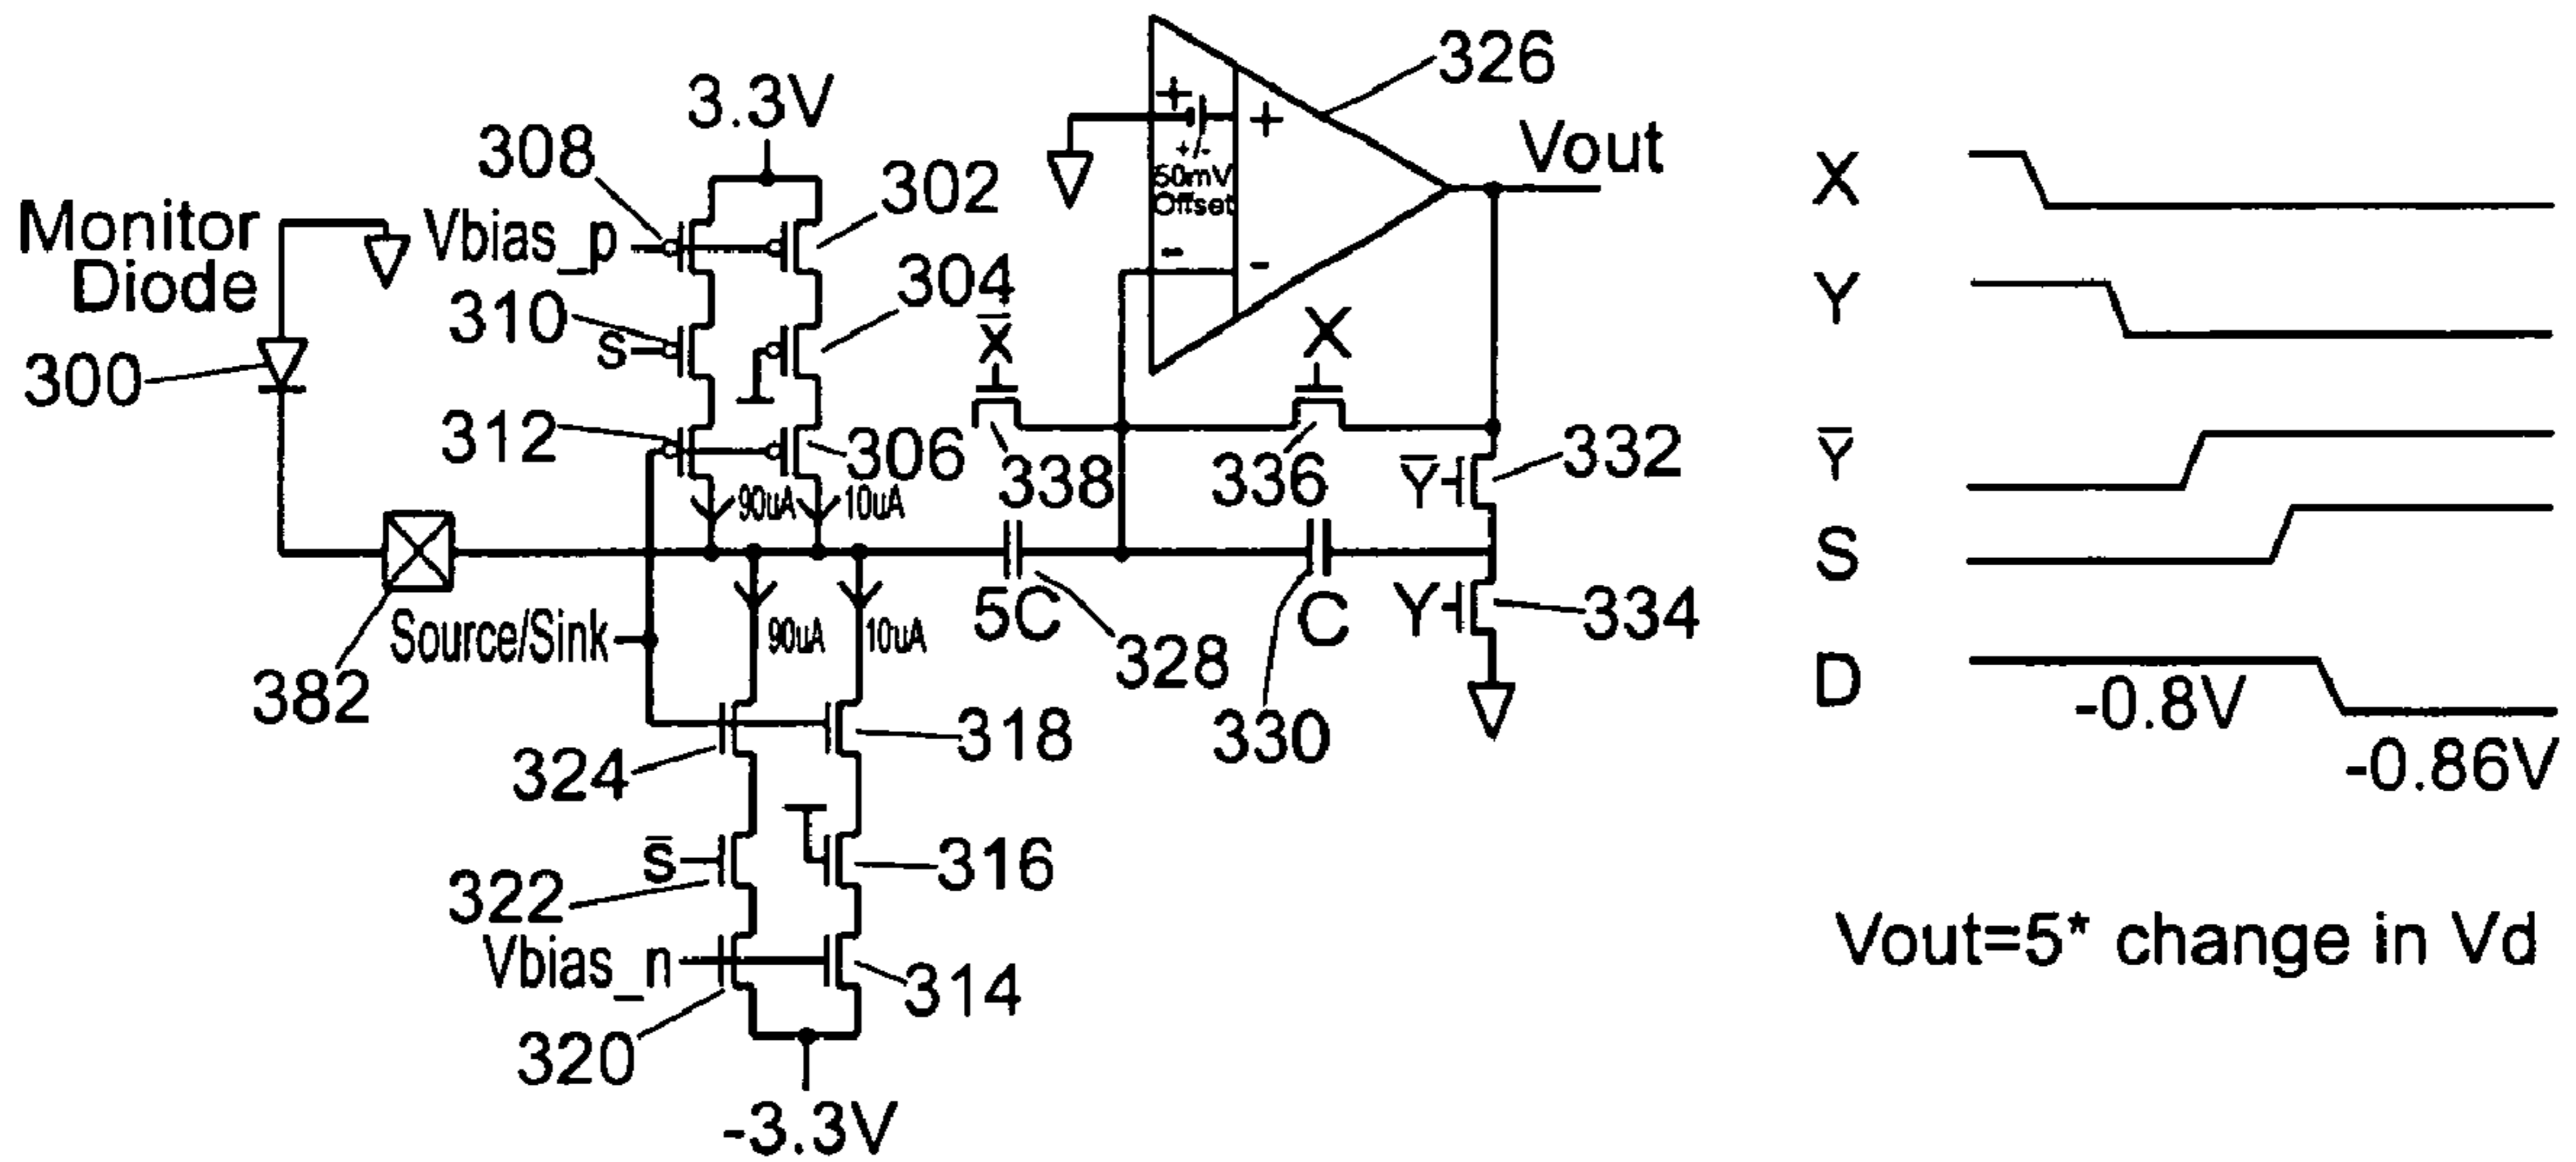 326
3.3V
308
302
Vout
+
+
+/-
50mV
Offset
-
-
X
Monitor
Diode
Vbias_p
310
304
S
X̅
X
Y
300
312
306
338
336
Y̅
332
Y̅
90uA
10uA
S
5C
C
Y
334
Source/Sink
90uA
10uA
328
D
-0.8V
382
330
-0.86V
324
318
S̅
316
322
Vbias_n
314
Vout=5* change in Vd
320
-3.3V